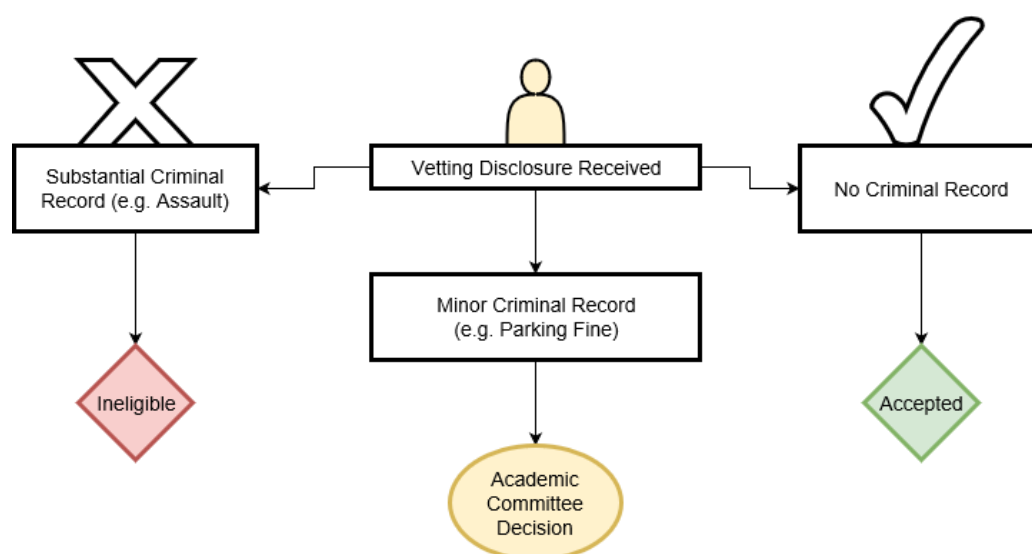 Vetting Disclosure Received
Substantial Criminal
Record (e.g. Assault)
No Criminal Record
Minor Criminal Record
(e.g. Parking Fine)
Ineligible
Accepted
Academic
Committee
Decision